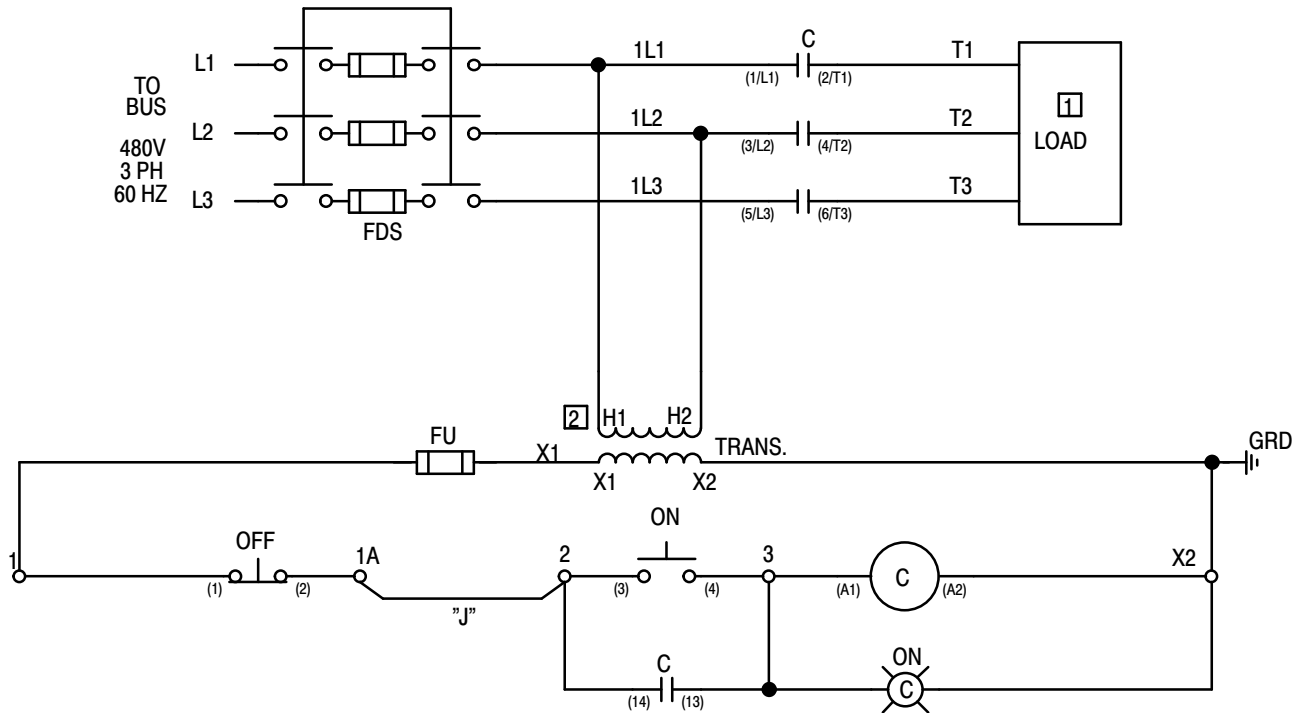 1L1 C T1
L1
(1/L1) (2/T1)
TO
BUS
1
1L2 T2
L2
LOAD
480V
3 PH
60 HZ
(3/L2) (4/T2)
1L3 T3
L3
(5/L3) (6/T3)
FDS
2 H1 H2
FU X1 TRANS. GRD
X1 X2
ON
OFF
1 1A 2 3 X2
(1) (2) (3) (4) (A1) C (A2)
"J"
C ON
(14) (13) C